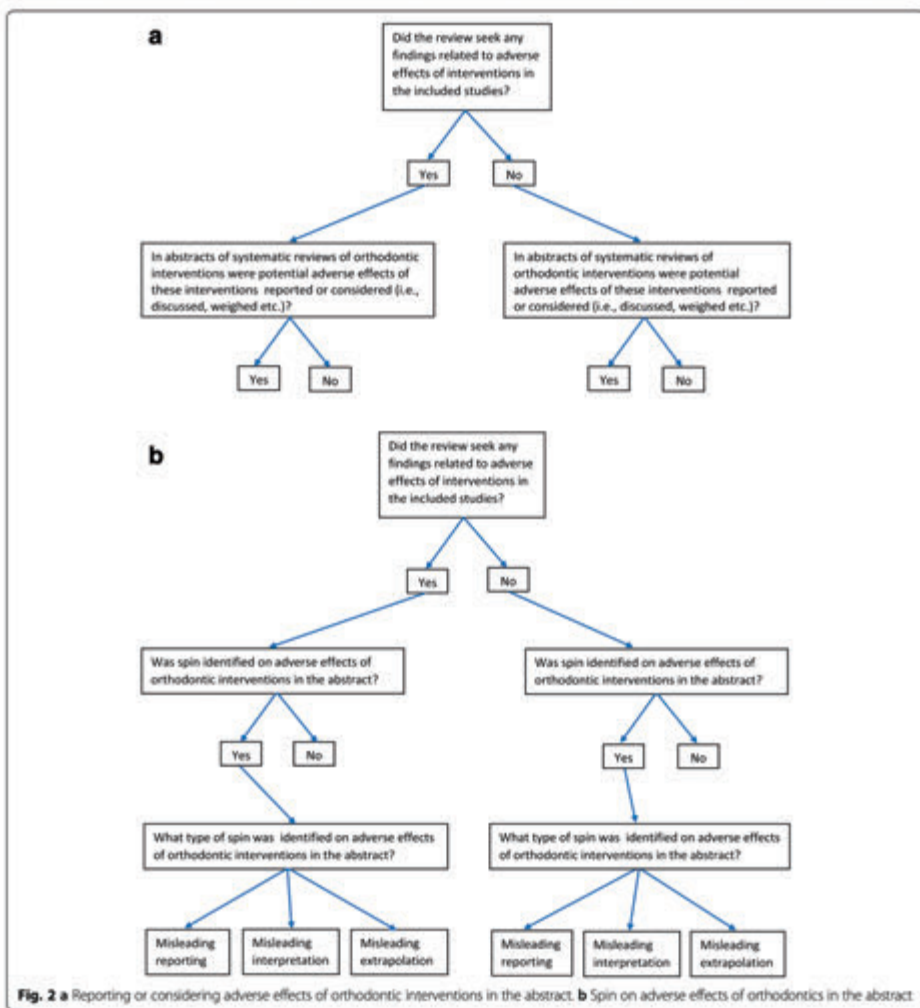 a
Did the review seek any
findings related to adverse
effects of interventions in
the included studies?
Yes
No
In abstracts of systematic reviews of orthodontic
interventions were potential adverse effects of
these interventions reported or considered (i.e.,
discussed, weighed etc.)?
In abstracts of systematic reviews of
orthodontic interventions were potential
adverse effects of these interventions reported
or considered (i.e., discussed, weighed etc.)?
Yes
No
Yes
No
b
Did the review seek any
findings related to adverse
effects of interventions in
the included studies?
Yes
No
Was spin identified on adverse effects of
orthodontic interventions in the abstract?
Was spin identified on adverse effects of
orthodontic interventions in the abstract?
Yes
No
Yes
No
What type of spin was identified on adverse effects
of orthodontic interventions in the abstract?
What type of spin was identified on adverse effects
of orthodontic interventions in the abstract?
Misleading
reporting
Misleading
interpretation
Misleading
extrapolation
Misleading
reporting
Misleading
interpretation
Misleading
extrapolation
Fig. 2 a Reporting or considering adverse effects of orthodontic interventions in the abstract. b Spin on adverse effects of orthodontics in the abstract